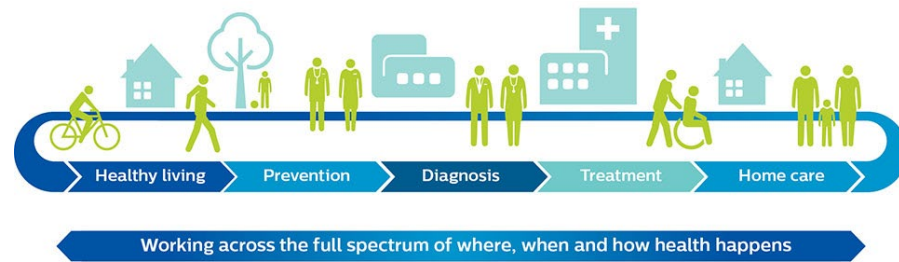 Healthy living
Prevention
Diagnosis
Treatment
Home care
Working across the full spectrum of where, when and how health happens